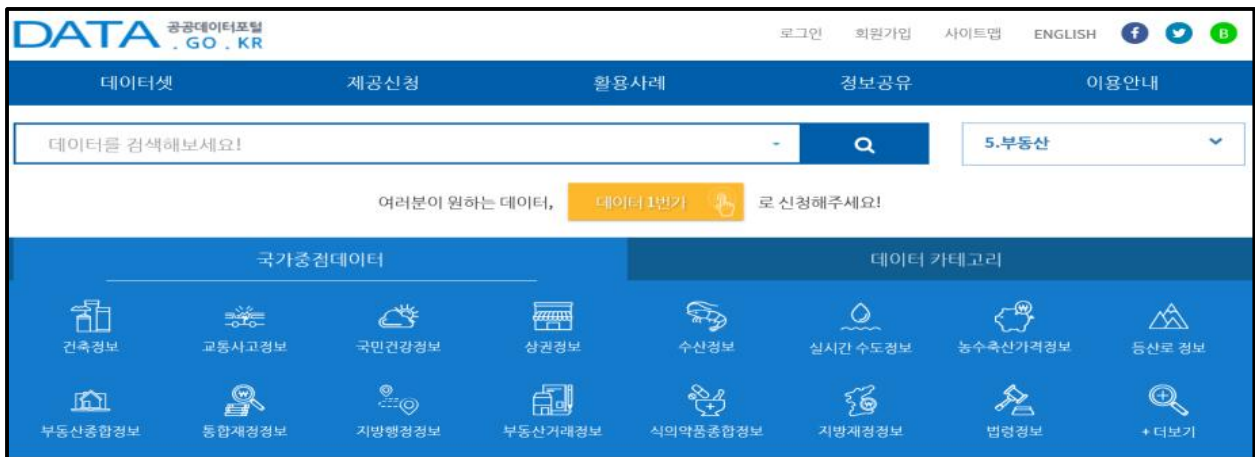 DATA 공공데이터포털
. GO . KR
로그인 회원가입 사이트맵 ENGLISH f B
데이터셋 제공신청 활용사례 정보공유 이용안내
데이터를 검색해보세요!
5.부동산
여러분이 원하는 데이터, 데이터 1번가 로 신청해주세요!
국가중점데이터 데이터 카테고리
건축정보 교통사고정보 국민건강정보 상권정보 수산정보 실시간 수도정보 농수축산가격정보 등산로 정보
부동산종합정보 통합재정정보 지방행정정보 부동산거래정보 식의약품종합정보 지방재정정보 법령정보 + 더보기